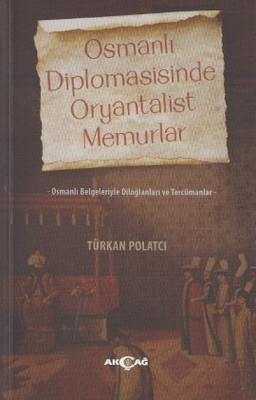 Osmanlı
Diplomasisinde
Oryantalist
Memurlar
- Osmanlı Belgeleriyle Diloğlanları ve Tercümanlar -
TÜRKAN POLATCI
AKÇAĞ